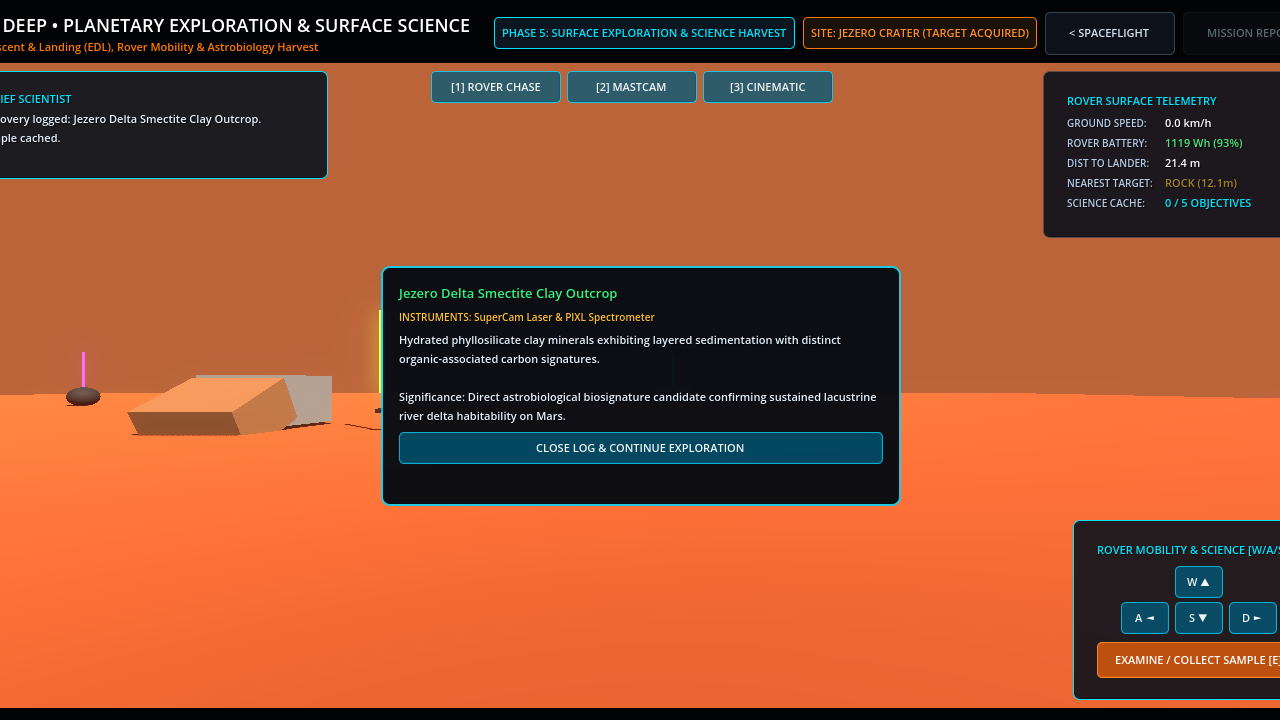 DEEP • PLANETARY EXPLORATION & SURFACE SCIENCE
& Landing (EDL), Rover Mobility & Astrobiology Harvest
PHASE 5: SURFACE EXPLORATION & SCIENCE HARVEST
SITE: JEZERO CRATER (TARGET ACQUIRED)
< SPACEFLIGHT
MISSION
SCIENTIST
logged: Jezero Delta Smectite Clay Outcrop.
cached.
[1] ROVER CHASE
[2] MASTCAM
[3] CINEMATIC
ROVER SURFACE TELEMETRY
GROUND SPEED: 0.0 km/h
ROVER BATTERY: 1119 Wh (93%)
DIST TO LANDER: 21.4 m
NEAREST TARGET: ROCK (12.1m)
SCIENCE CACHE: 0 / 5 OBJECTIVES
Jezero Delta Smectite Clay Outcrop
INSTRUMENTS: SuperCam Laser & PIXL Spectrometer
Hydrated phyllosilicate clay minerals exhibiting layered sedimentation with distinct
organic-associated carbon signatures.
Significance: Direct astrobiological biosignature candidate confirming sustained lacustrine
river delta habitability on Mars.
CLOSE LOG & CONTINUE EXPLORATION
ROVER MOBILITY & SCIENCE [W/A/
W ▲
A ◄
S ▼
D ►
EXAMINE / COLLECT SAMPLE [E]